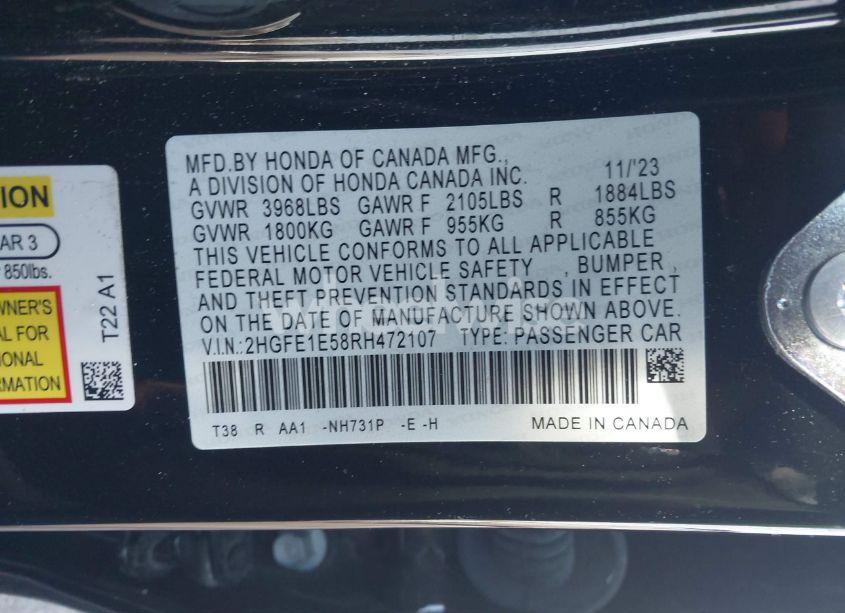 TION
AR 3
850lbs.
WNER'S
AL FOR
IONAL
RMATION
T22 A1
MFD.BY HONDA OF CANADA MFG.,
A DIVISION OF HONDA CANADA INC. 11/'23
GVWR 3968LBS GAWR F 2105LBS R 1884LBS
GVWR 1800KG GAWR F 955KG R 855KG
THIS VEHICLE CONFORMS TO ALL APPLICABLE
FEDERAL MOTOR VEHICLE SAFETY , BUMPER ,
AND THEFT PREVENTION STANDARDS IN EFFECT
ON THE DATE OF MANUFACTURE SHOWN ABOVE.
V.I.N.:2HGFE1E58RH472107 TYPE: PASSENGER CAR
T38 R AA1 -NH731P -E -H MADE IN CANADA